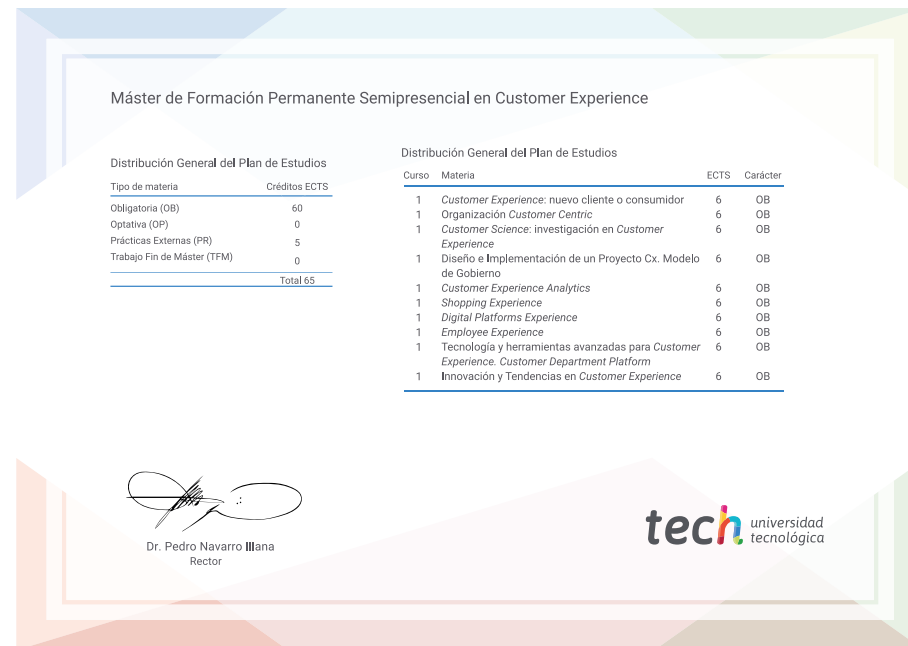 Máster de Formación Permanente Semipresencial en Customer Experience
Distribución General del Plan de Estudios
Tipo de materia Créditos ECTS
Obligatoria (OB) 60
Optativa (OP) 0
Prácticas Externas (PR) 5
Trabajo Fin de Máster (TFM) 0
Total 65
Distribución General del Plan de Estudios
Curso Materia ECTS Carácter
1 Customer Experience: nuevo cliente o consumidor 6 OB
1 Organización Customer Centric 6 OB
1 Customer Science: investigación en Customer 6 OB
Experience
1 Diseño e Implementación de un Proyecto Cx. Modelo 6 OB
de Gobierno
1 Customer Experience Analytics 6 OB
1 Shopping Experience 6 OB
1 Digital Platforms Experience 6 OB
1 Employee Experience 6 OB
1 Tecnología y herramientas avanzadas para Customer 6 OB
Experience. Customer Department Platform
1 Innovación y Tendencias en Customer Experience 6 OB
Dr. Pedro Navarro Illana
Rector
tech universidad
tecnológica